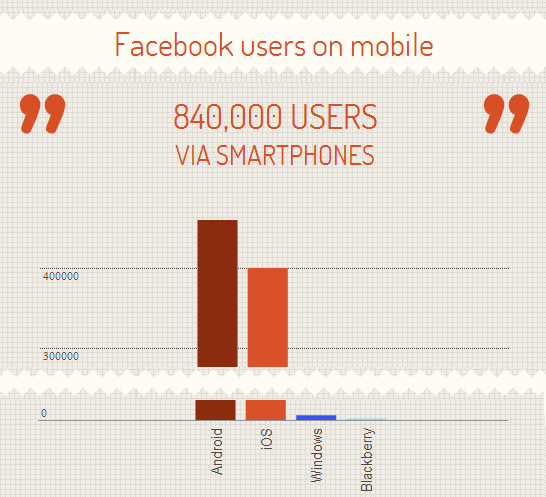 Facebook users on mobile
840,000 USERS
VIA SMARTPHONES
400000
300000
0
Android
iOS
Windows
Blackberry